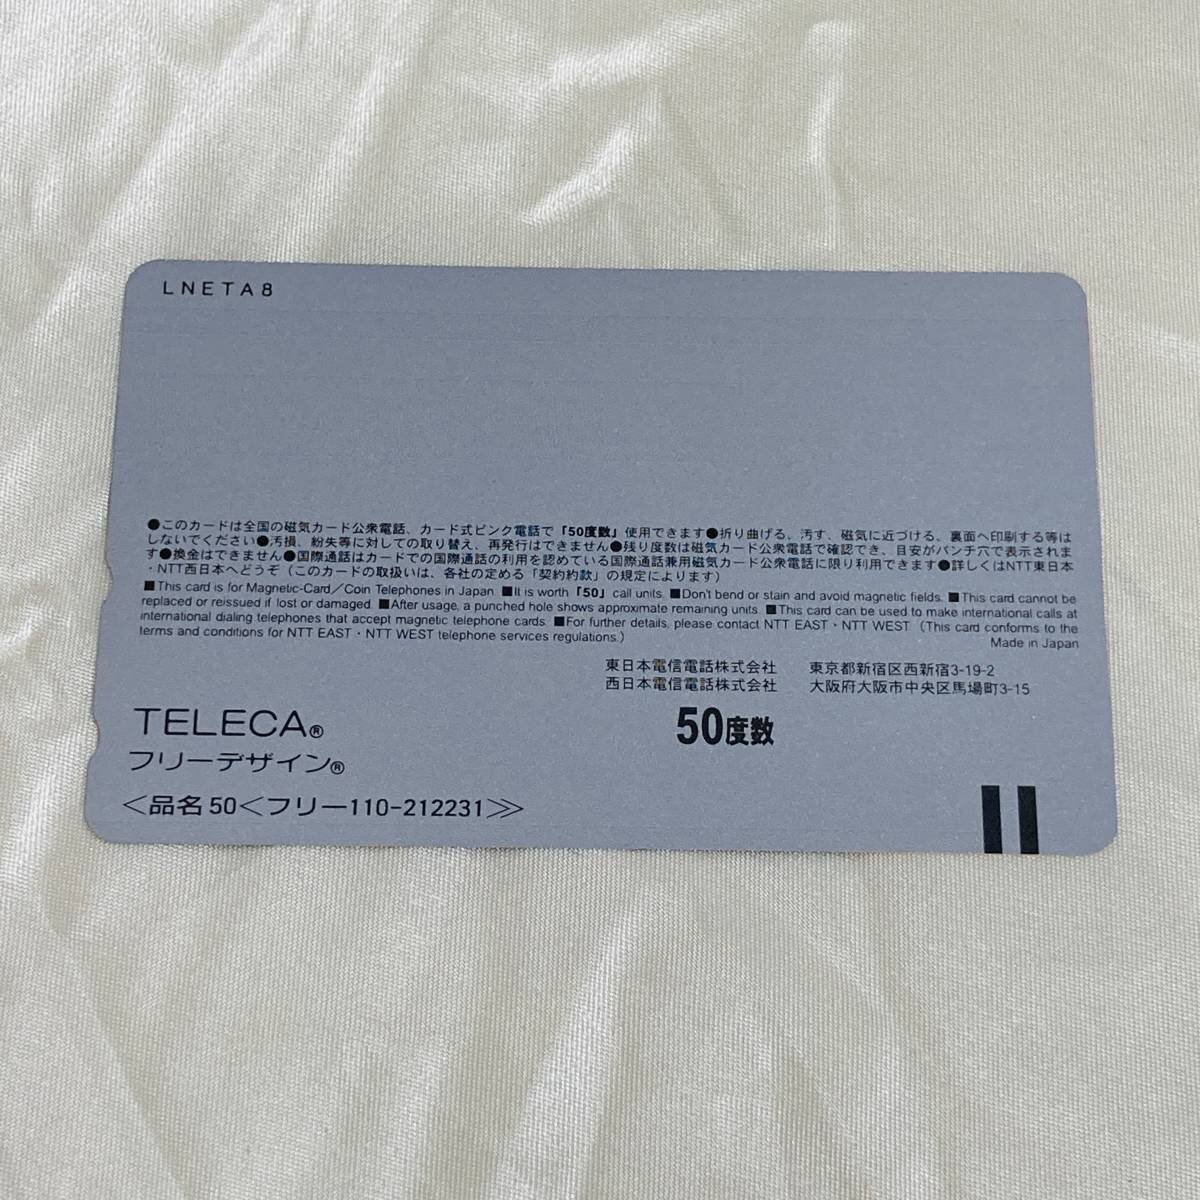 LNETA8
●このカードは全国の磁気カード公衆電話、カード式ピンク電話で「50度数」使用できます●折り曲げる、汚す、磁気に近づける、裏面へ印刷する等は
しないでください●汚損、紛失等に対しての取り替え、再発行はできません●残り度数は磁気カード公衆電話で確認でき、目安がパンチ穴で表示されま
す●換金はできません●国際通話はカードでの国際通話の利用を認めている国際通話兼用磁気カード公衆電話に限り利用できます●詳しくはNTT東日本
・NTT西日本へどうぞ（このカードの取扱いは、各社の定める「契約約款」の規定によります）
■This card is for Magnetic-Card／Coin Telephones in Japan. ■It is worth「50」call units. ■Don't bend or stain and avoid magnetic fields. ■This card cannot be
replaced or reissued if lost or damaged. ■After usage, a punched hole shows approximate remaining units. ■This card can be used to make international calls at
international dialing telephones that accept magnetic telephone cards. ■For further details, please contact NTT EAST・NTT WEST（This card conforms to the
terms and conditions for NTT EAST・NTT WEST telephone services regulations.）
Made in Japan
東日本電信電話株式会社 東京都新宿区西新宿3-19-2
西日本電信電話株式会社 大阪府大阪市中央区馬場町3-15
50度数
TELECA®
フリーデザイン®
＜品名 50＜フリー110-212231≫